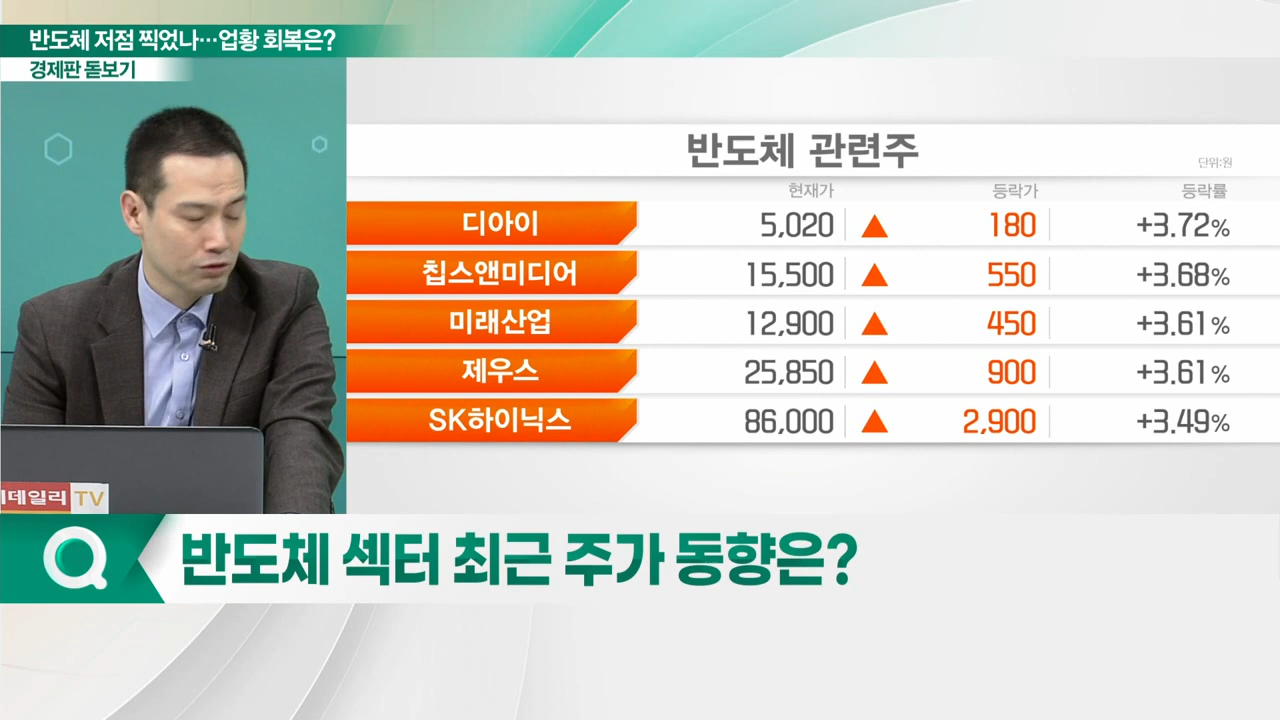 반도체 저점 찍었나…업황 회복은?
경제판 돋보기
반도체 관련주
단위:원
현재가 등락가 등락률
디아이 5,020 ▲ 180 +3.72%
칩스앤미디어 15,500 ▲ 550 +3.68%
미래산업 12,900 ▲ 450 +3.61%
제우스 25,850 ▲ 900 +3.61%
SK하이닉스 86,000 ▲ 2,900 +3.49%
이데일리 TV
반도체 섹터 최근 주가 동향은?